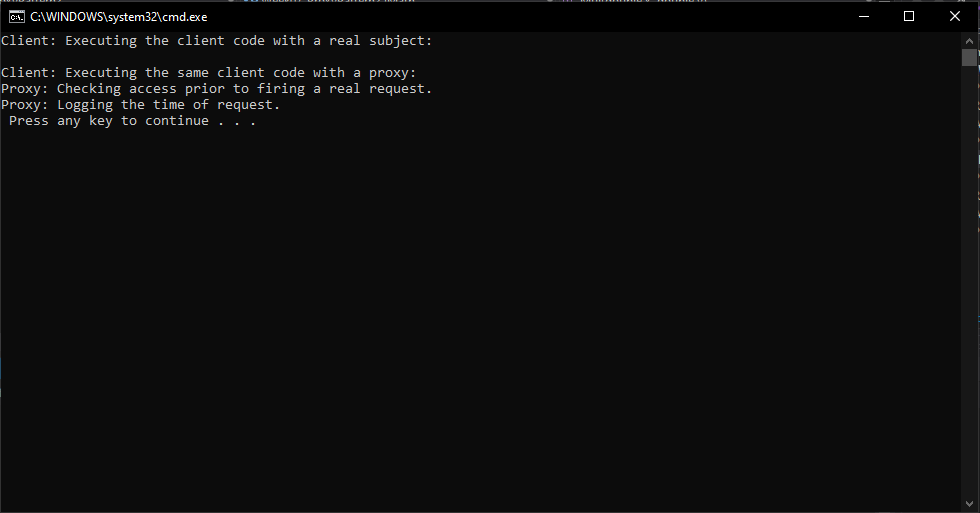 C:\WINDOWS\system32\cmd.exe
Client: Executing the client code with a real subject:
Client: Executing the same client code with a proxy:
Proxy: Checking access prior to firing a real request.
Proxy: Logging the time of request.
Press any key to continue . . .